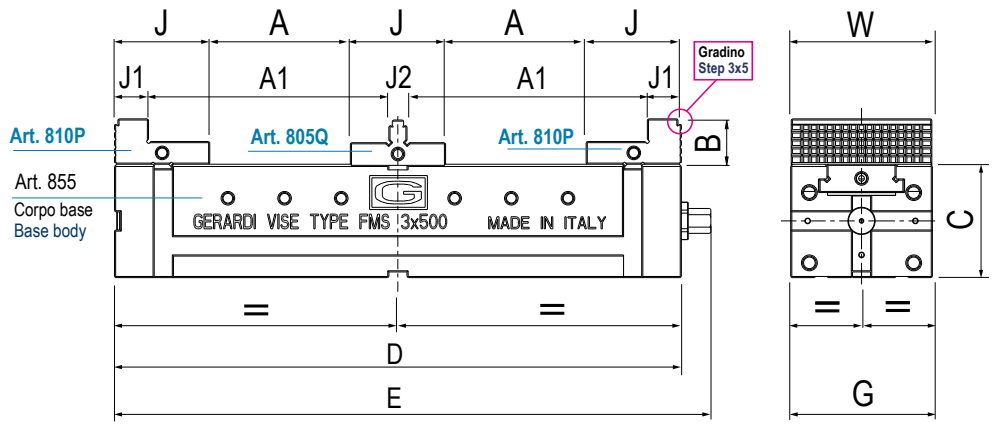 J A J A J W
Gradino
Step 3x5
J1 A1 J2 A1 J1
Art. 810P Art. 805Q Art. 810P B
Art. 855
Corpo base
Base body
G
GERARDI VISE TYPE FMS 3x500 MADE IN ITALY
C
= = = =
D
E G